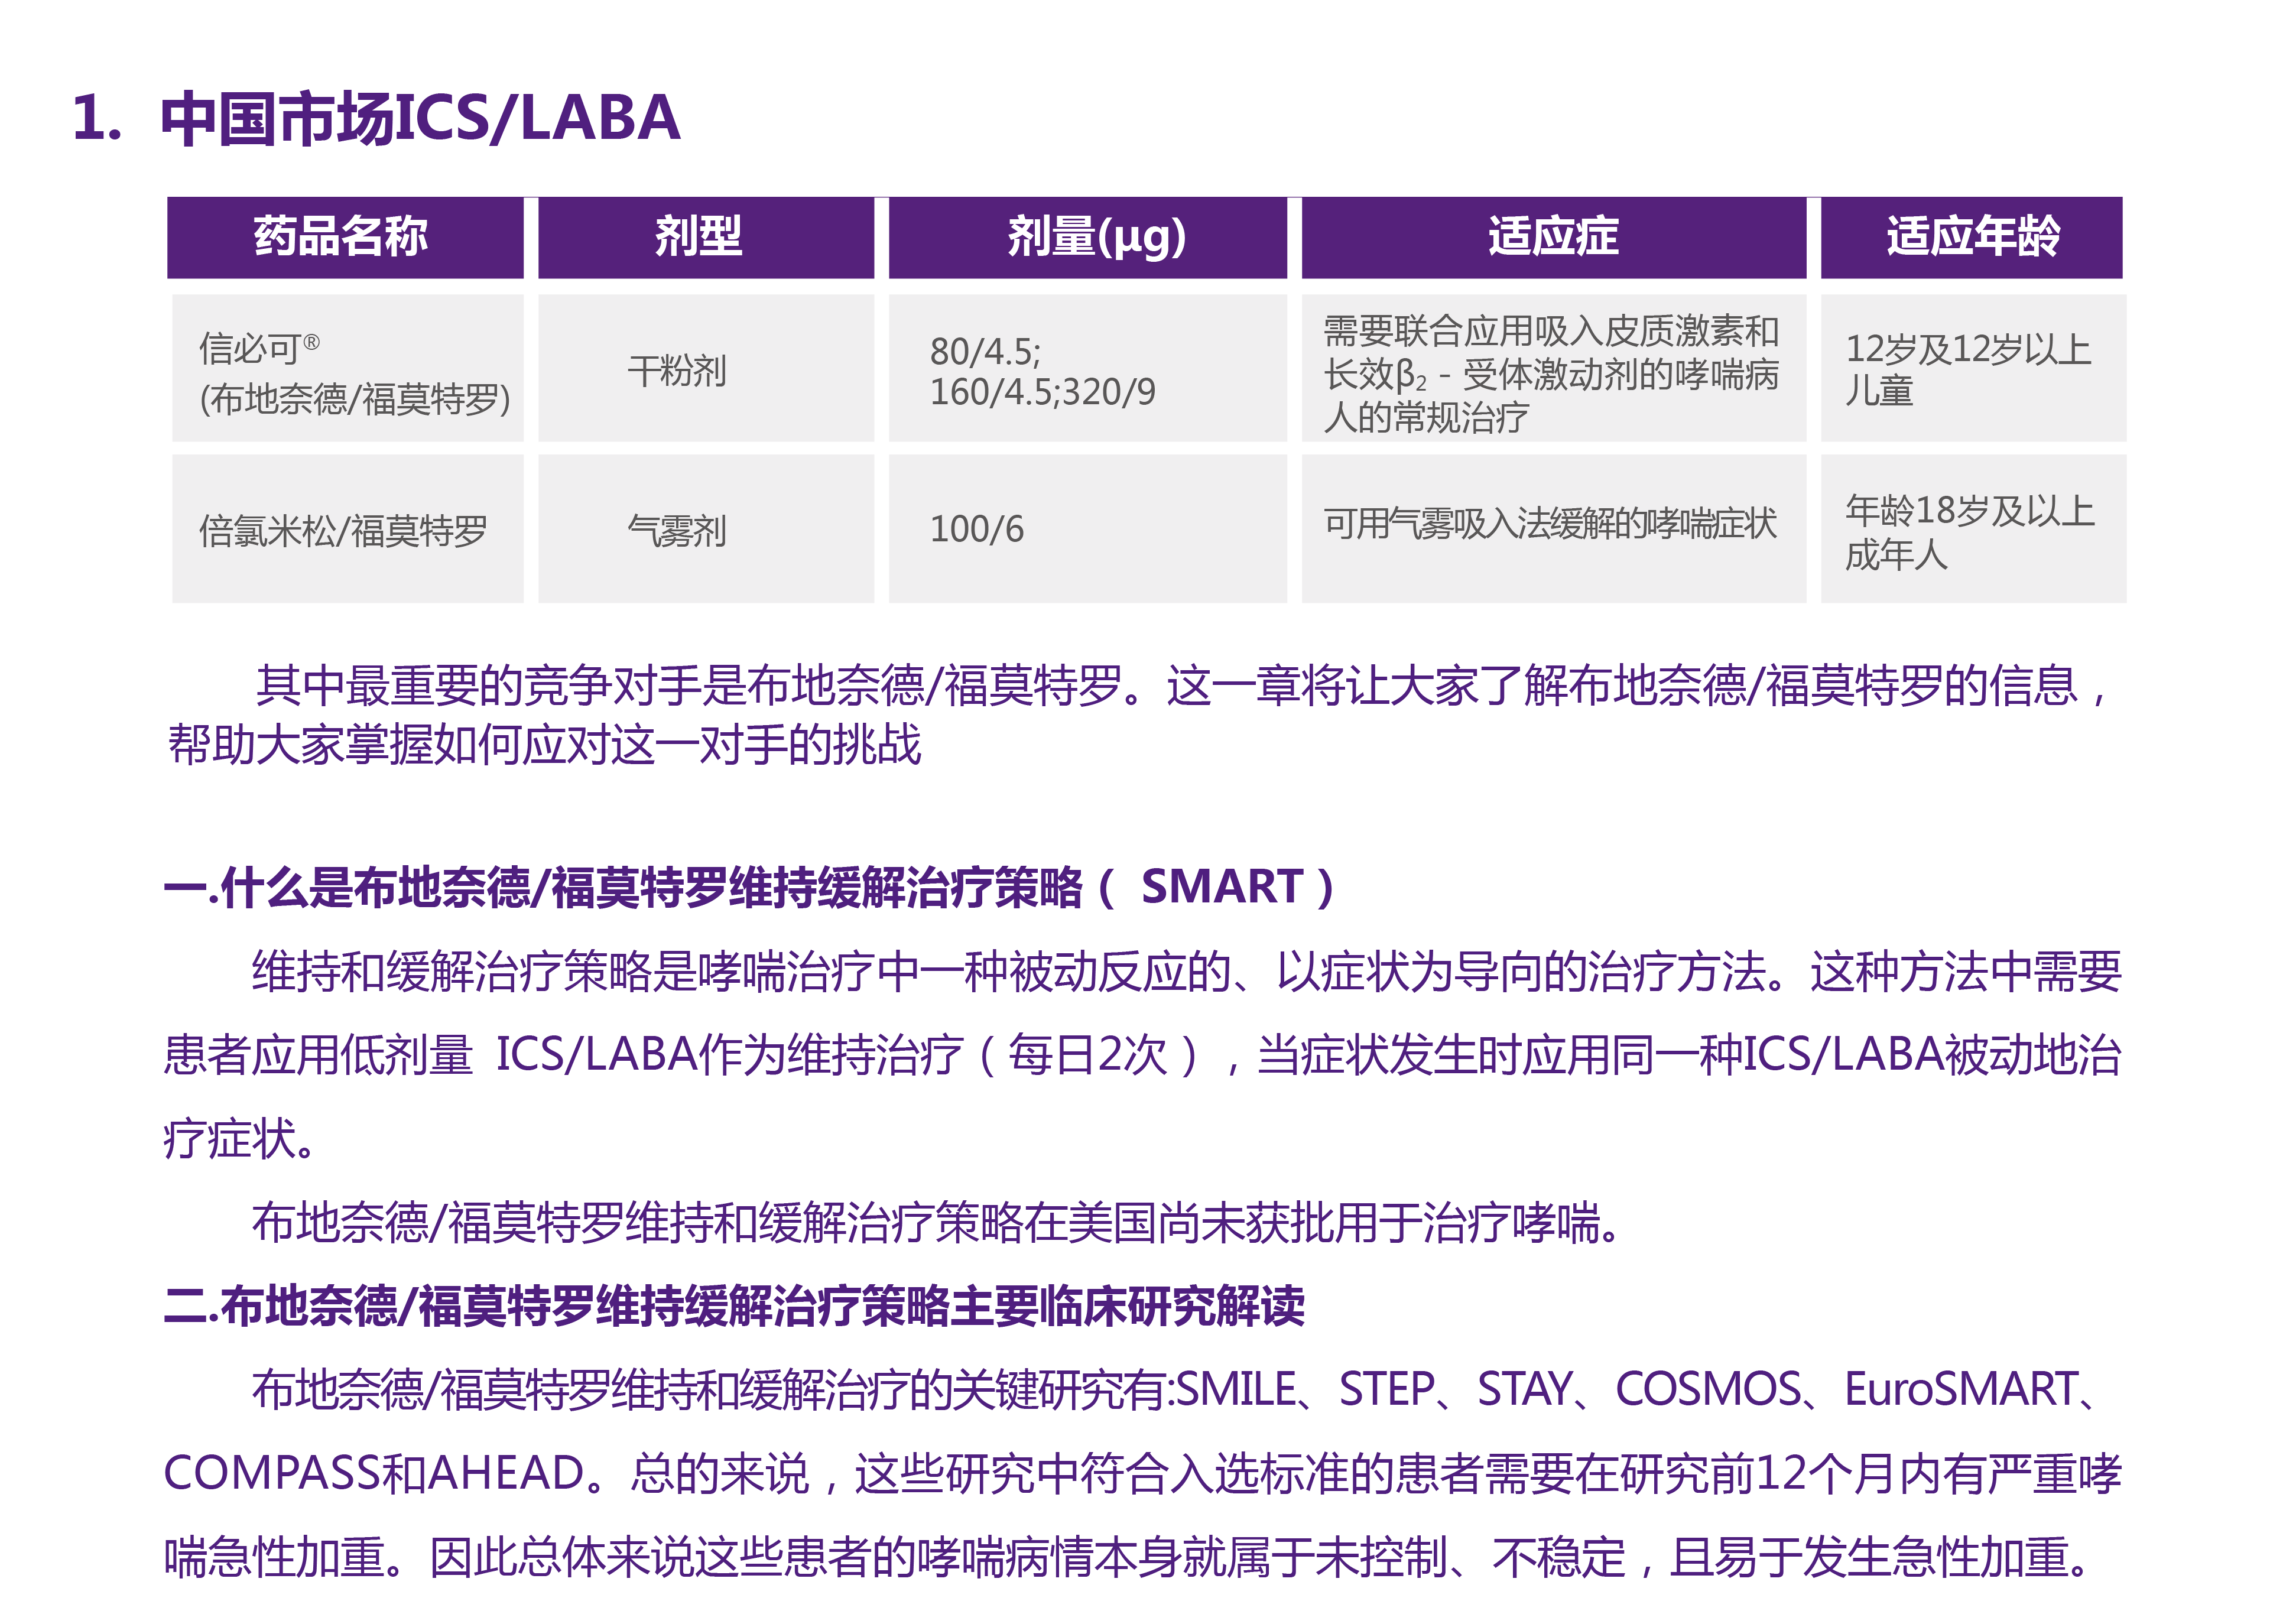 1. 中国市场ICS/LABA
药品名称 剂型 剂量(μg) 适应症 适应年龄
信必可®
(布地奈德/福莫特罗)
干粉剂
80/4.5;
160/4.5;320/9
需要联合应用吸入皮质激素和
长效β₂ - 受体激动剂的哮喘病
人的常规治疗
12岁及12岁以上
儿童
倍氯米松/福莫特罗
气雾剂
100/6
可用气雾吸入法缓解的哮喘症状
年龄18岁及以上
成年人
其中最重要的竞争对手是布地奈德/福莫特罗。这一章将让大家了解布地奈德/福莫特罗的信息，
帮助大家掌握如何应对这一对手的挑战
一.什么是布地奈德/福莫特罗维持缓解治疗策略（ SMART）
维持和缓解治疗策略是哮喘治疗中一种被动反应的、以症状为导向的治疗方法。这种方法中需要
患者应用低剂量 ICS/LABA作为维持治疗（每日2次），当症状发生时应用同一种ICS/LABA被动地治
疗症状。
布地奈德/福莫特罗维持和缓解治疗策略在美国尚未获批用于治疗哮喘。
二.布地奈德/福莫特罗维持缓解治疗策略主要临床研究解读
布地奈德/福莫特罗维持和缓解治疗的关键研究有:SMILE、STEP、STAY、COSMOS、EuroSMART、
COMPASS和AHEAD。总的来说，这些研究中符合入选标准的患者需要在研究前12个月内有严重哮
喘急性加重。因此总体来说这些患者的哮喘病情本身就属于未控制、不稳定，且易于发生急性加重。